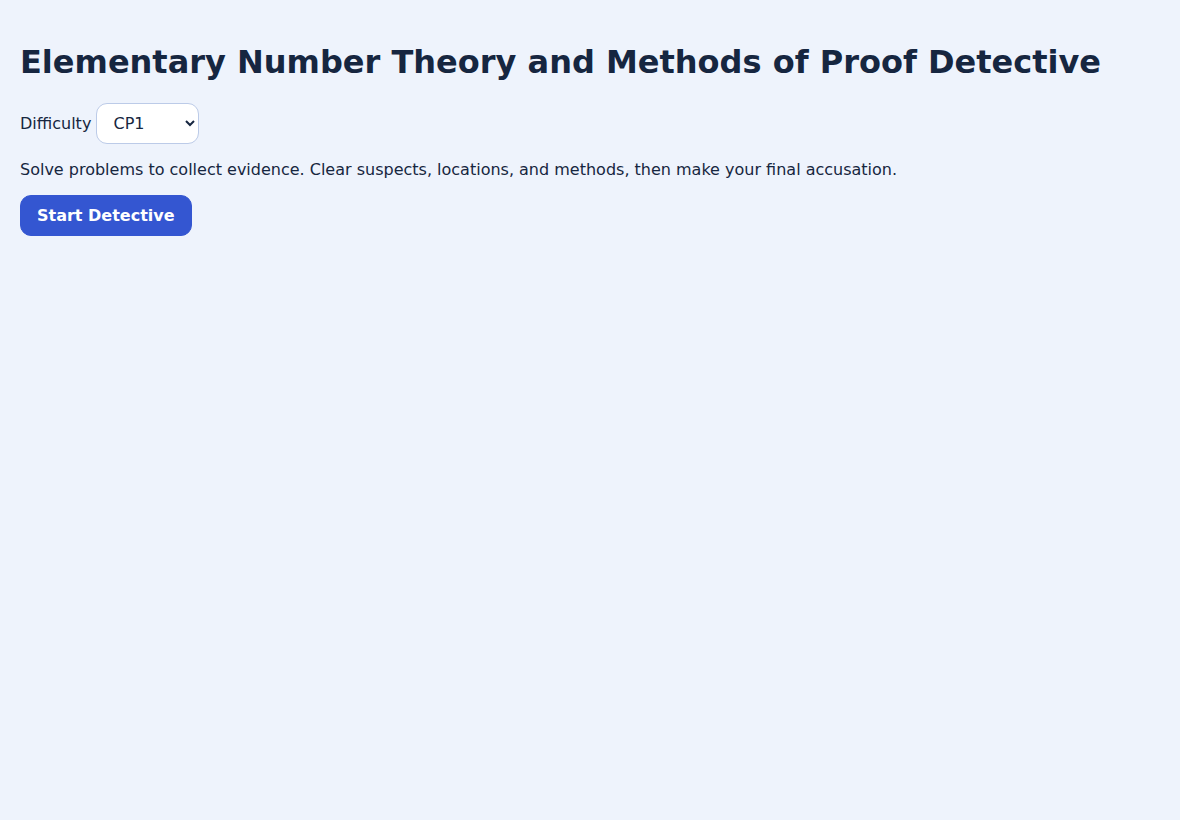 Elementary Number Theory and Methods of Proof Detective
Difficulty CP1
Solve problems to collect evidence. Clear suspects, locations, and methods, then make your final accusation.
Start Detective